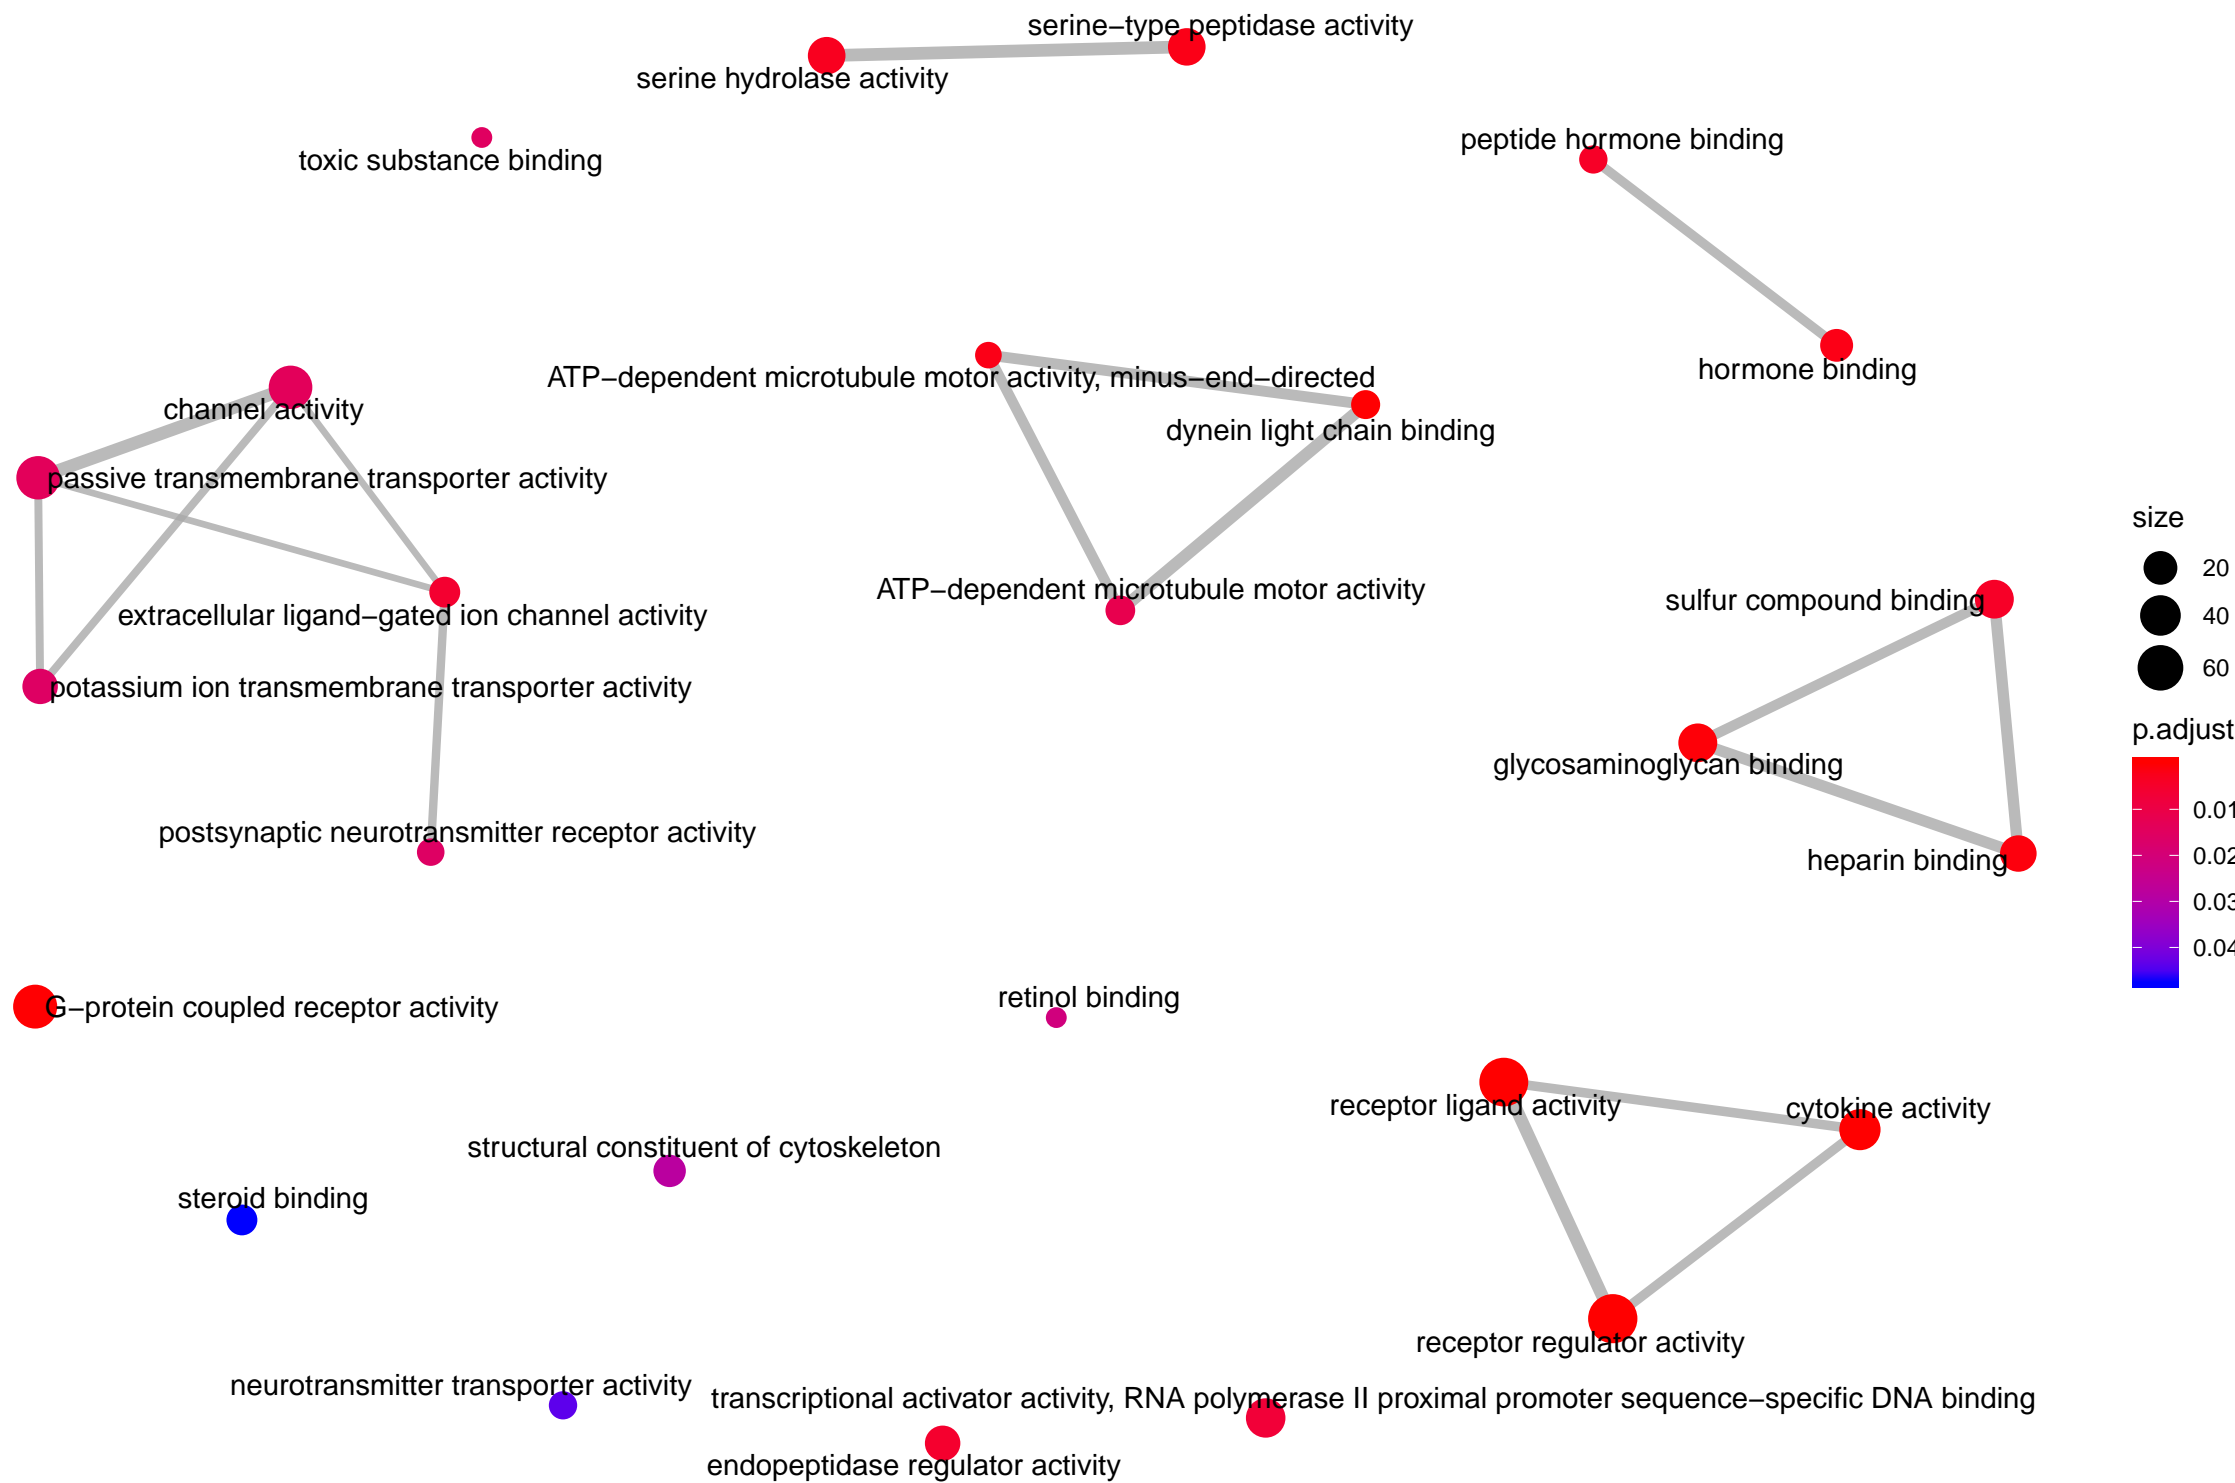 serine−type peptidase activity
serine hydrolase activity
toxic substance binding
peptide hormone binding
hormone binding
ATP−dependent microtubule motor activity, minus−end−directed
dynein light chain binding
channel activity
passive transmembrane transporter activity
ATP−dependent microtubule motor activity
extracellular ligand−gated ion channel activity
potassium ion transmembrane transporter activity
postsynaptic neurotransmitter receptor activity
sulfur compound binding
glycosaminoglycan binding
heparin binding
size
20
40
60
p.adjust
0.01
0.02
0.03
0.04
G−protein coupled receptor activity
retinol binding
receptor ligand activity
cytokine activity
structural constituent of cytoskeleton
steroid binding
receptor regulator activity
neurotransmitter transporter activity
transcriptional activator activity, RNA polymerase II proximal promoter sequence−specific DNA binding
endopeptidase regulator activity